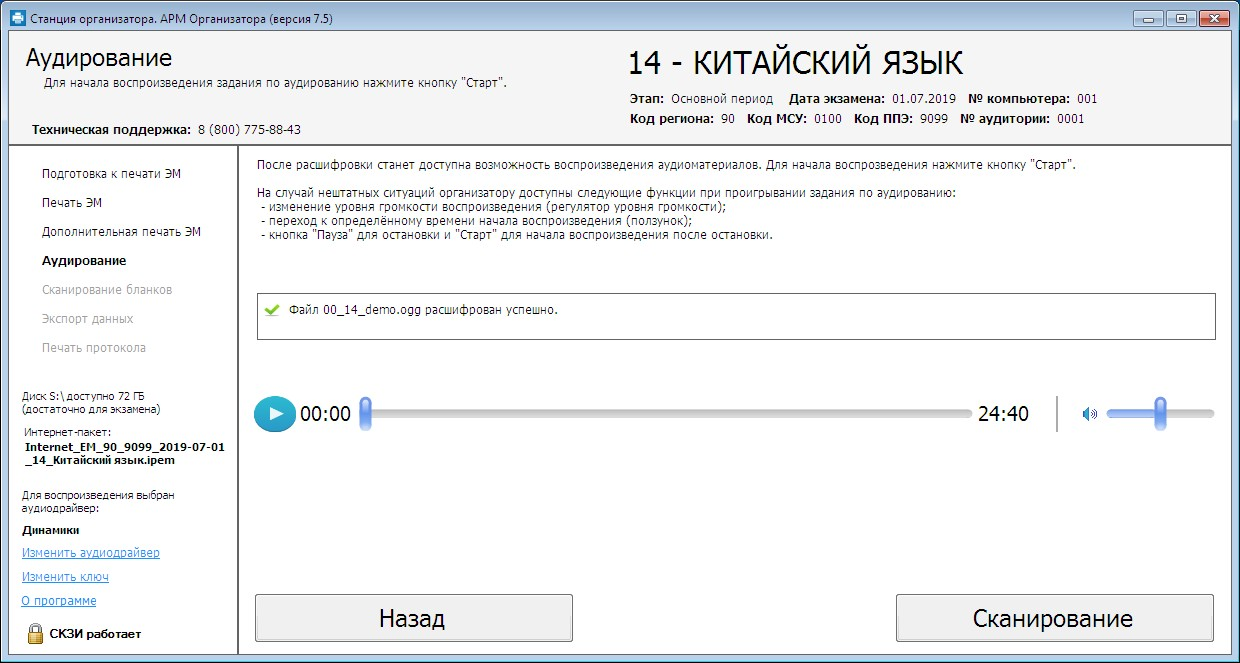 Станция организатора. АРМ Организатора (версия 7.5)
Аудирование
Для начала воспроизведения задания по аудированию нажмите кнопку "Старт".
Техническая поддержка: 8 (800) 775-88-43
14 - КИТАЙСКИЙ ЯЗЫК
Этап: Основной период Дата экзамена: 01.07.2019 № компьютера: 001
Код региона: 90 Код МСУ: 0100 Код ППЭ: 9099 № аудитории: 0001
Подготовка к печати ЭМ
Печать ЭМ
Дополнительная печать ЭМ
Аудирование
Сканирование бланков
Экспорт данных
Печать протокола
Диск S:\ доступно 72 ГБ
(достаточно для экзамена)
Интернет-пакет:
Internet_EM_90_9099_2019-07-01
_14_Китайский язык.ipem
Для воспроизведения выбран
аудиодрайвер:
Динамики
Изменить аудиодрайвер
Изменить ключ
О программе
СКЗИ работает
После расшифровки станет доступна возможность воспроизведения аудиоматериалов. Для начала воспрозведения нажмите кнопку "Старт".
На случай нештатных ситуаций организатору доступны следующие функции при проигрывании задания по аудированию:
- изменение уровня громкости воспроизведения (регулятор уровня громкости);
- переход к определённому времени начала воспроизведения (ползунок);
- кнопка "Пауза" для остановки и "Старт" для начала воспроизведения после остановки.
Файл 00_14_demo.ogg расшифрован успешно.
00:00
24:40
Назад
Сканирование